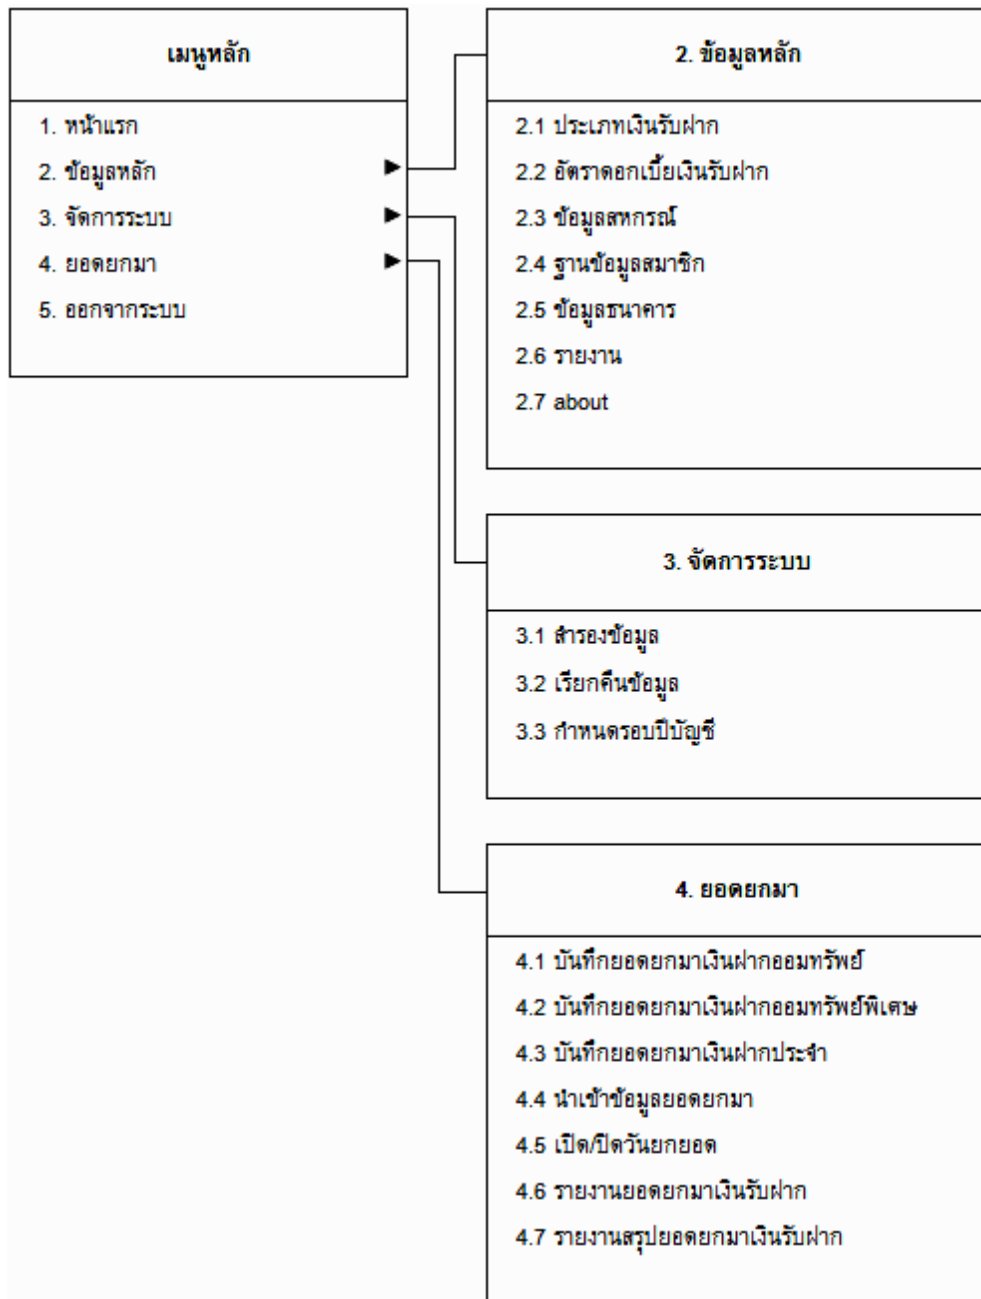 เมนูหลัก
1. หน้าแรก
2. ข้อมูลหลัก
3. จัดการระบบ
4. ยอดยกมา
5. ออกจากระบบ
2. ข้อมูลหลัก
2.1 ประเภทเงินรับฝาก
2.2 อัตราดอกเบี้ยเงินรับฝาก
2.3 ข้อมูลสหกรณ์
2.4 ฐานข้อมูลสมาชิก
2.5 ข้อมูลธนาคาร
2.6 รายงาน
2.7 about
3. จัดการระบบ
3.1 สำรองข้อมูล
3.2 เรียกคืนข้อมูล
3.3 กำหนดรอบปีบัญชี
4. ยอดยกมา
4.1 บันทึกยอดยกมาเงินฝากออมทรัพย์
4.2 บันทึกยอดยกมาเงินฝากออมทรัพย์พิเศษ
4.3 บันทึกยอดยกมาเงินฝากประจำ
4.4 นำเข้าข้อมูลยอดยกมา
4.5 เปิด/ปิดวันยกยอด
4.6 รายงานยอดยกมาเงินรับฝาก
4.7 รายงานสรุปยอดยกมาเงินรับฝาก